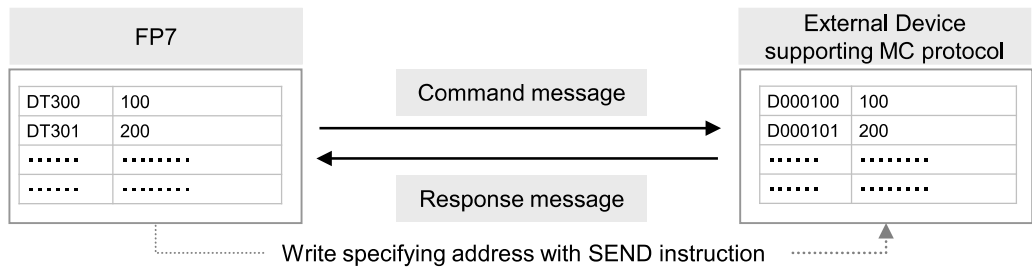 FP7
External Device
supporting MC protocol
DT300 100
DT301 200
...... ........
...... ........
Command message
Response message
D000100 100
D000101 200
...... ........
...... ........
Write specifying address with SEND instruction